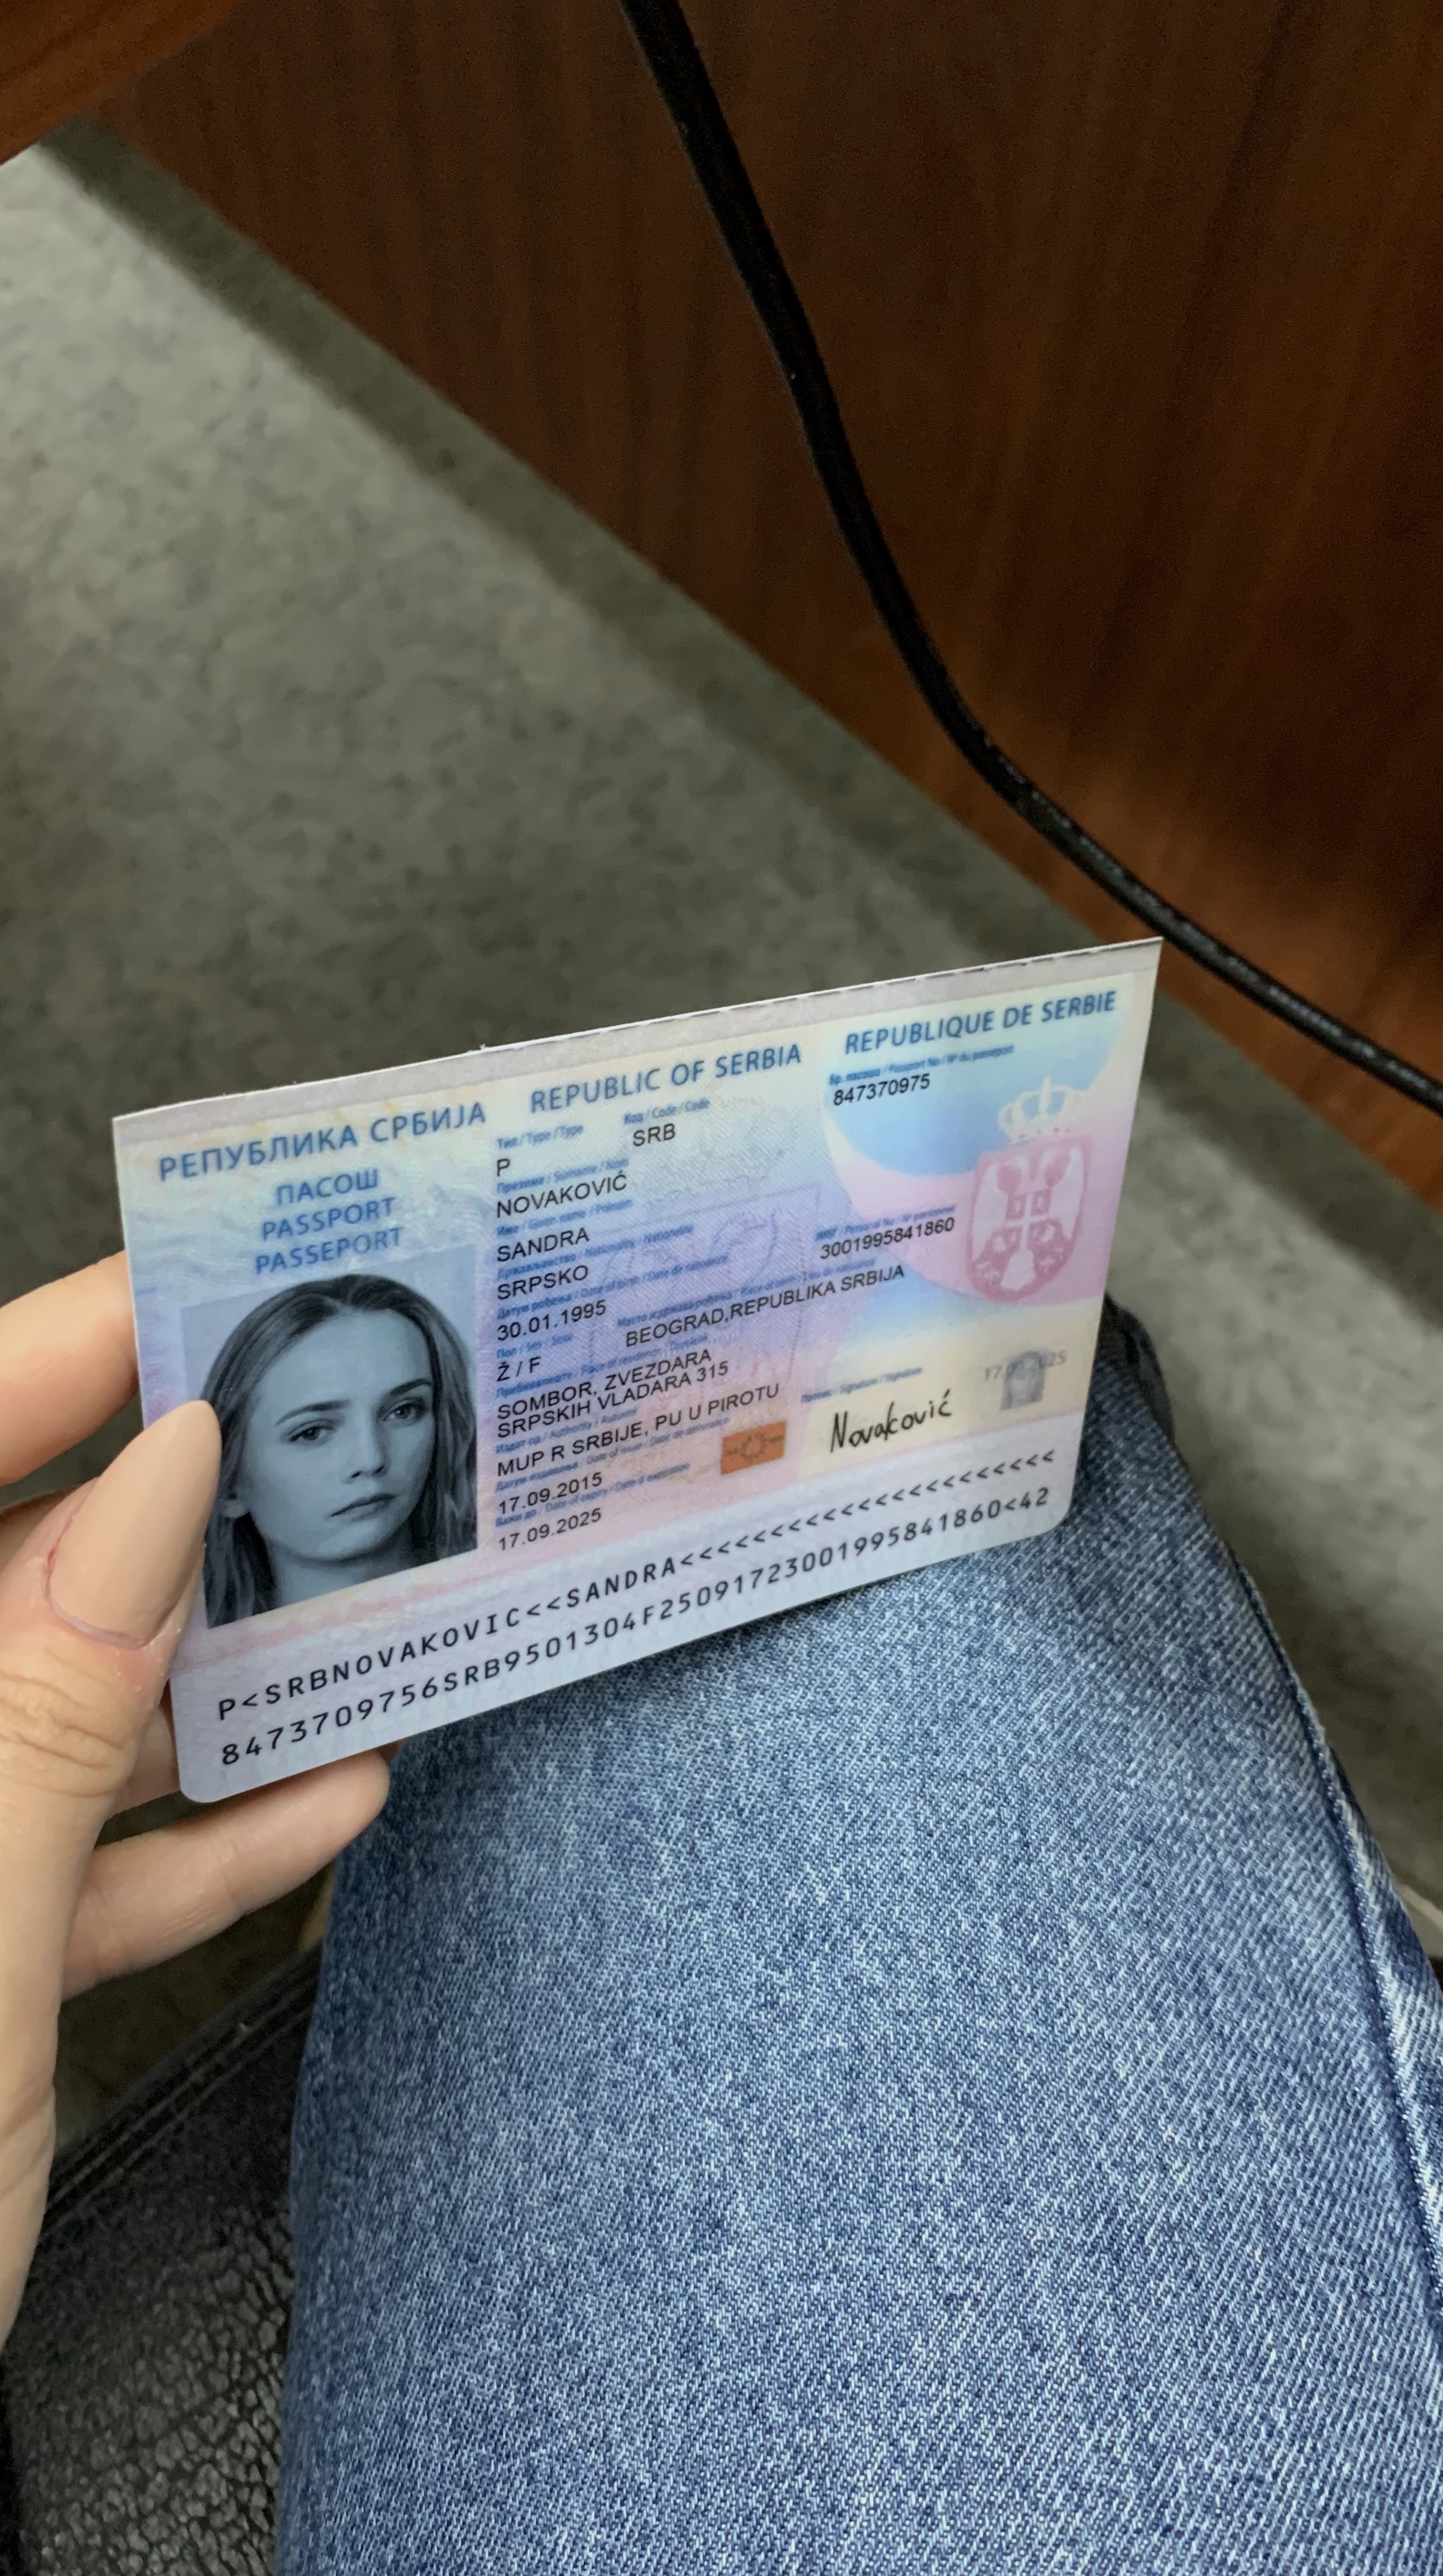 РЕПУБЛИКА СРБИЈА REPUBLIC OF SERBIA REPUBLIQUE DE SERBIE
ПАСОШ
PASSPORT
PASSEPORT
Тип / Type / Type Код / Code / Code Бр. пасоша / Passport No / Nº du passeport
P SRB 847370975
Презиме / Surname / Nom
NOVAKOVIĆ
Име / Given name / Prénom
SANDRA
Држављанство / Nationality / Nationalité ЈМБГ / Personal No / Nº personnel
SRPSKO 3001995841860
Датум рођења / Date of birth / Date de naissance
30.01.1995
Пол / Sex / Sexe Место и држава рођења / Place of birth / Lieu de naissance
Ž / F BEOGRAD,REPUBLIKA SRBIJA
Пребивалиште / Place of residence / Domicile
SOMBOR, ZVEZDARA
SRPSKIH VLADARA 315
Издат од / Authority / Autorité
MUP R SRBIJE, PU U PIROTU
Датум издавања / Date of issue / Date de délivrance
17.09.2015
Важи до / Date of expiry / Date d'expiration
17.09.2025
Потпис / Signature / Signature
Novaković
P<SRBNOVAKOVIC<<SANDRA<<<<<<<<<<<<<<<<<<<<<<
8473709756SRB9501304F25091723001995841860<42